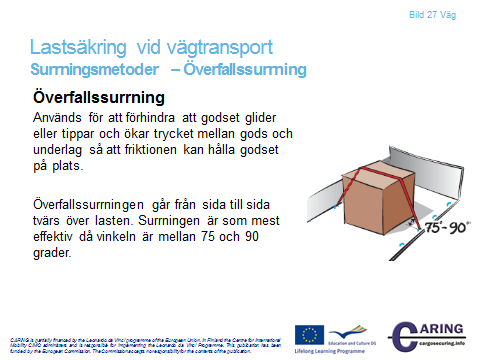 Bild 27 Väg
Lastsäkring vid vägtransport
Surrningsmetoder – Överfallssurrning
Överfallssurrning
Används för att förhindra att godset glider
eller tippar och ökar trycket mellan gods och
underlag så att friktionen kan hålla godset
på plats.
Överfallssurrningen går från sida till sida
tvärs över lasten. Surrningen är som mest
effektiv då vinkeln är mellan 75 och 90
grader.
75°-90°
CARING is partially financed by the Leonardo da Vinci programme of the European Union. In Finland the Centre for International
Mobility CIMO administers and is responsible for implementing the Leonardo da Vinci Programme. This publication has been
funded by the European Commission. The Commission accepts no responsibility for the contents of the publication.
Education and Culture DG
Lifelong Learning Programme
CARING
cargosecuring.info